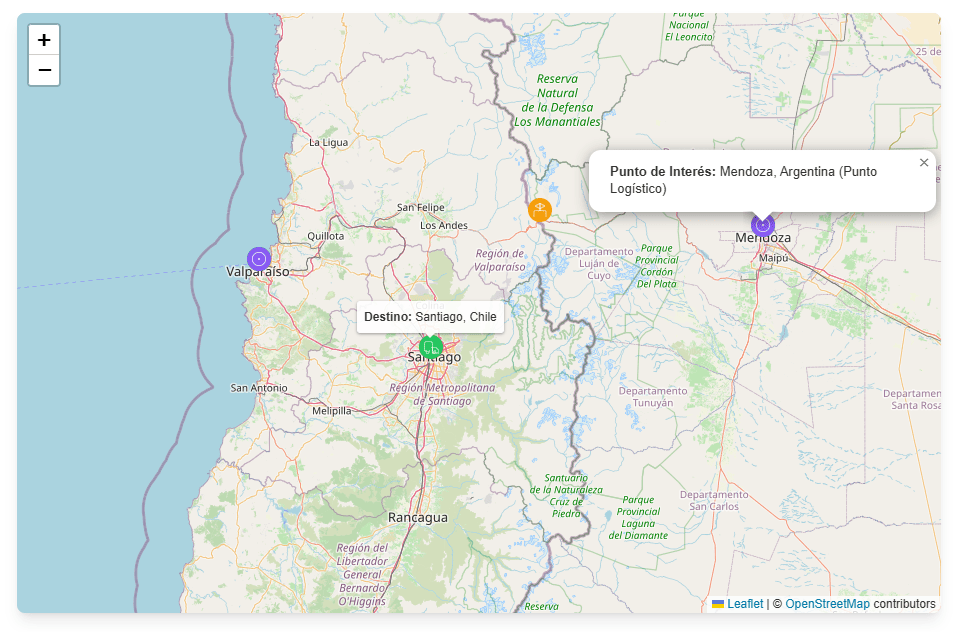 +
−
Parque
Nacional
El Leoncito
25 de
Reserva
Natural
de la Defensa
Los Manantiales
La Ligua
×
Punto de Interés: Mendoza, Argentina (Punto
Logístico)
San Felipe
Los Andes
Quillota
Mendoza
Maipú
Región de
Valparaíso
Departamento
Luján de
Cuyo
Parque
Provincial
Cordón
Del Plata
Valparaíso
Destino: Santiago, Chile
Santiago
San Antonio
Región Metropolitana
de Santiago
Melipilla
Departamento
Tunuyán
Departamen
Santa Rosa
Santuario
de la Naturaleza
Cruz de
Piedra
Parque
Provincial
Laguna
del Diamante
Departamento
San Carlos
Rancagua
Región del
Libertador
General
Bernardo
O'Higgins
Reserva
Leaflet | © OpenStreetMap contributors